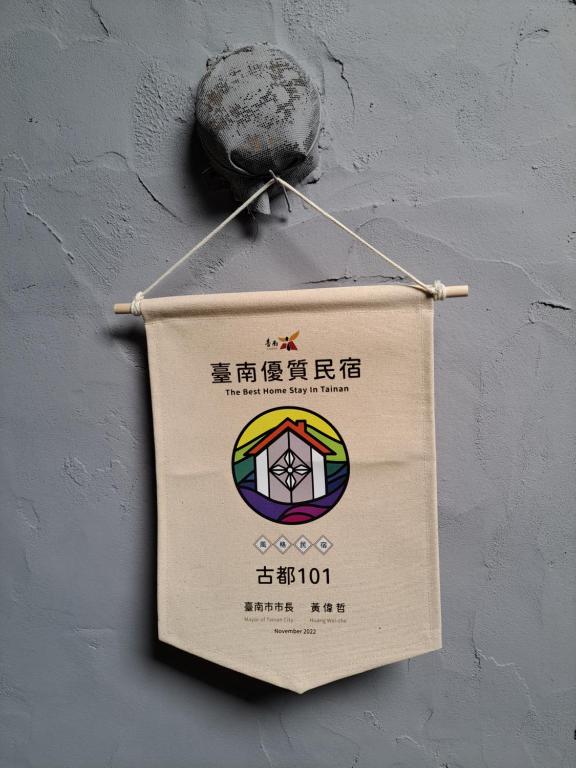 臺南
臺南優質民宿
The Best Home Stay In Tainan
風格民宿
古都101
臺南市市長 黃偉哲
Mayor of Tainan City Huang Wei-che
November 2022